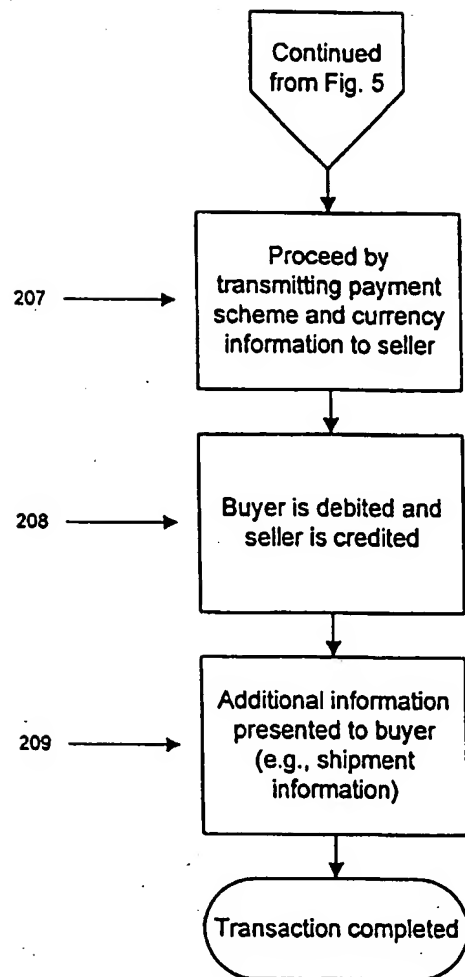 Continued
from Fig. 5
207
Proceed by
transmitting payment
scheme and currency
information to seller
208
Buyer is debited and
seller is credited
209
Additional information
presented to buyer
(e.g., shipment
information)
Transaction completed